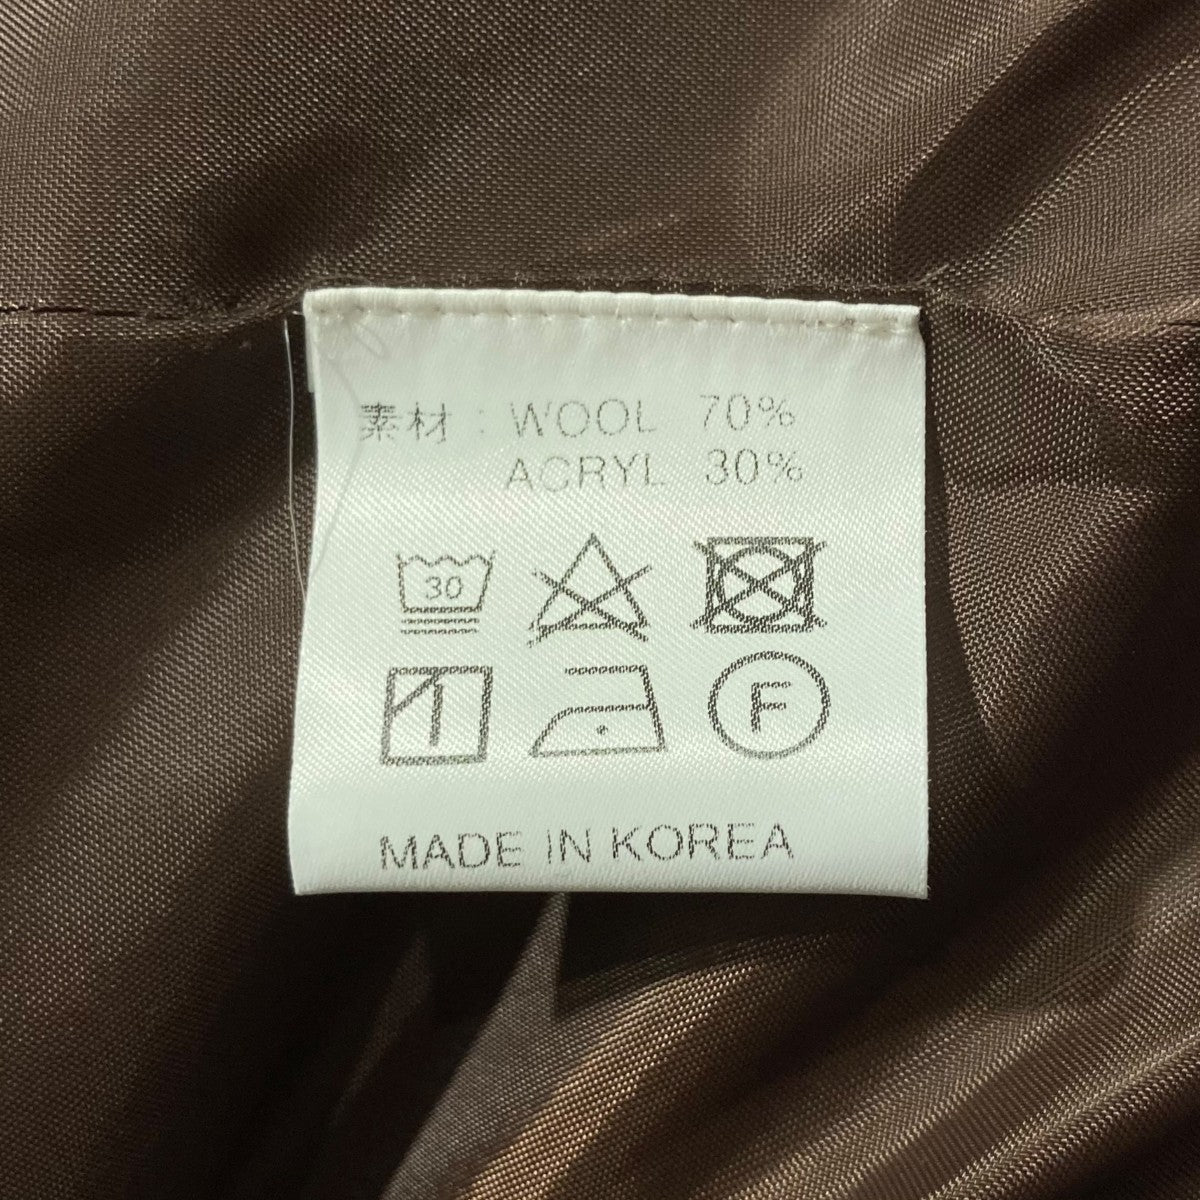 素材 : WOOL 70%
ACRYL 30%
30
F
MADE IN KOREA